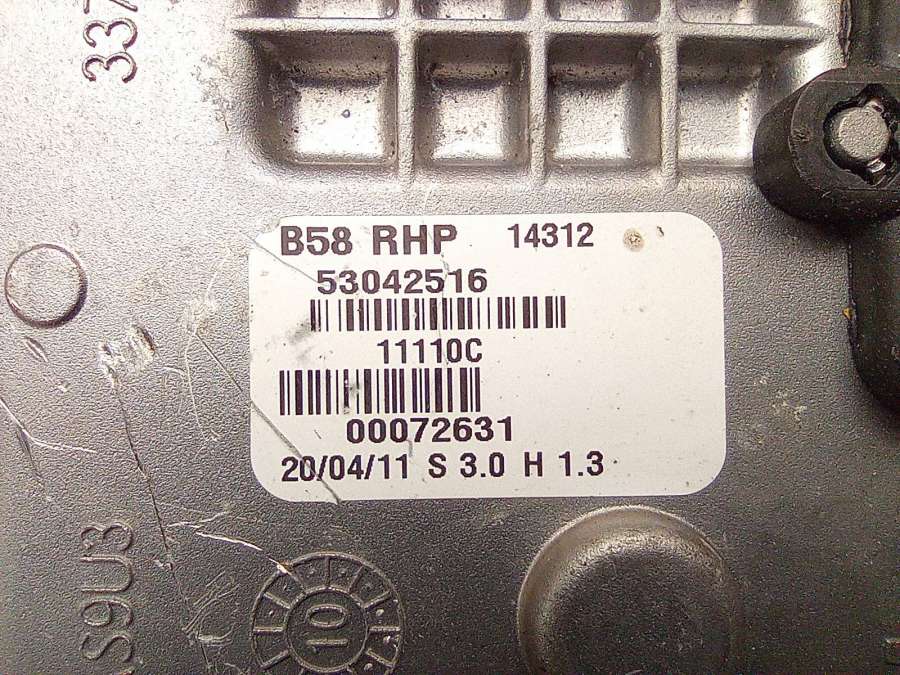 337
B58 RHP 14312
53042516
11110C
00072631
20/04/11 S 3.0 H 1.3
S9U3
10